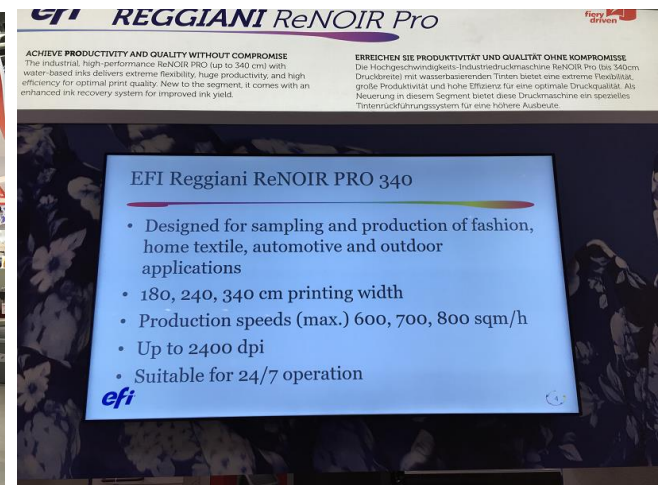 efi REGGIANI ReNOIR Pro
fiery
driven
ACHIEVE PRODUCTIVITY AND QUALITY WITHOUT COMPROMISE
The industrial, high-performance ReNOIR PRO (up to 340 cm) with
water-based inks delivers extreme flexibility, huge productivity, and high
efficiency for optimal print quality. New to the segment, it comes with an
enhanced ink recovery system for improved ink yield.
ERREICHEN SIE PRODUKTIVITÄT UND QUALITÄT OHNE KOMPROMISSE
Die Hochgeschwindigkeits-Industriedruckmaschine ReNOIR Pro (bis 340cm
Druckbreite) mit wasserbasierenden Tinten bietet eine extreme Flexibilität,
große Produktivität und hohe Effizienz für eine optimale Druckqualität. Als
Neuerung in diesem Segment bietet diese Druckmaschine ein spezielles
Tintenrückführungssystem für eine höhere Ausbeute.
EFI Reggiani ReNOIR PRO 340
• Designed for sampling and production of fashion,
home textile, automotive and outdoor
applications
• 180, 240, 340 cm printing width
• Production speeds (max.) 600, 700, 800 sqm/h
• Up to 2400 dpi
• Suitable for 24/7 operation
efi